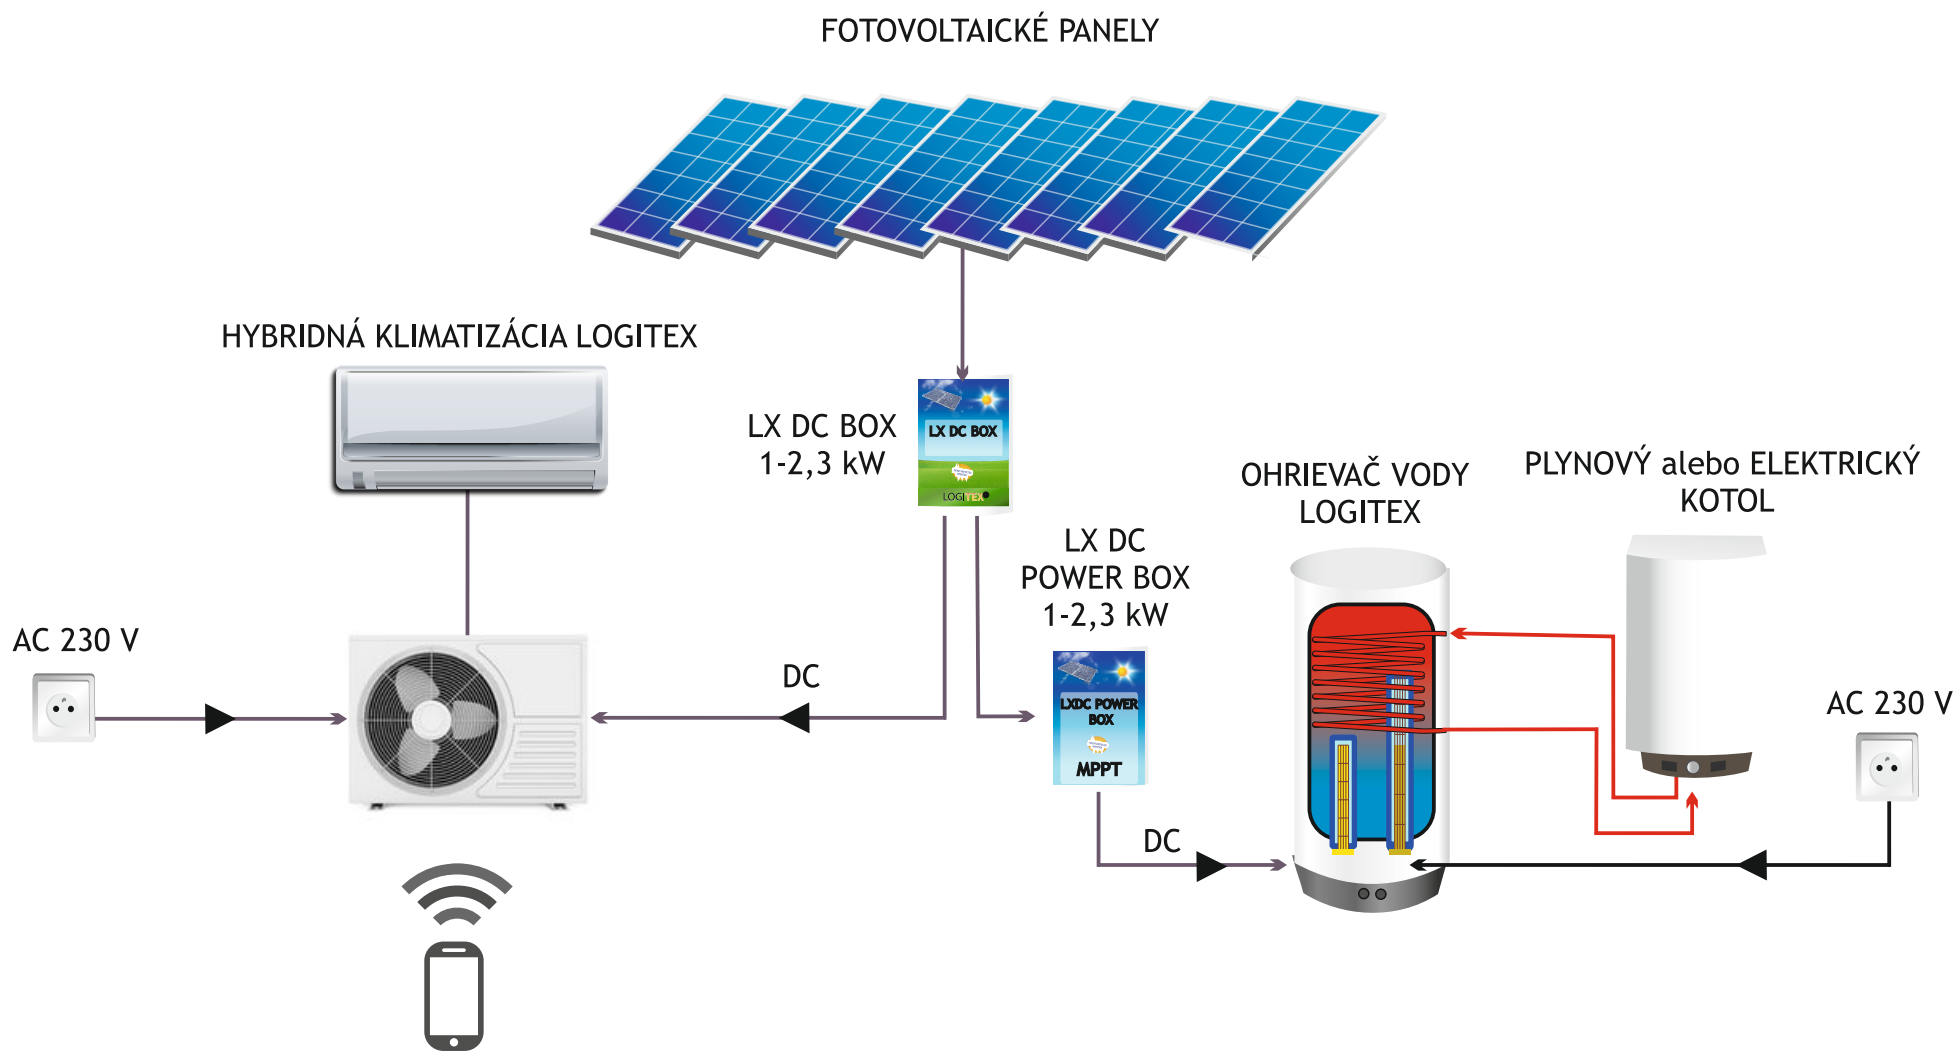 FOTOVOLTAICKÉ PANELY
HYBRIDNÁ KLIMATIZÁCIA LOGITEX
LX DC BOX
1-2,3 kW
LX DC BOX
LOGITEX
OHRIEVAČ VODY
LOGITEX
PLYNOVÝ alebo ELEKTRICKÝ
KOTOL
LX DC
POWER BOX
1-2,3 kW
AC 230 V
DC
LXDC POWER
BOX
MPPT
AC 230 V
DC